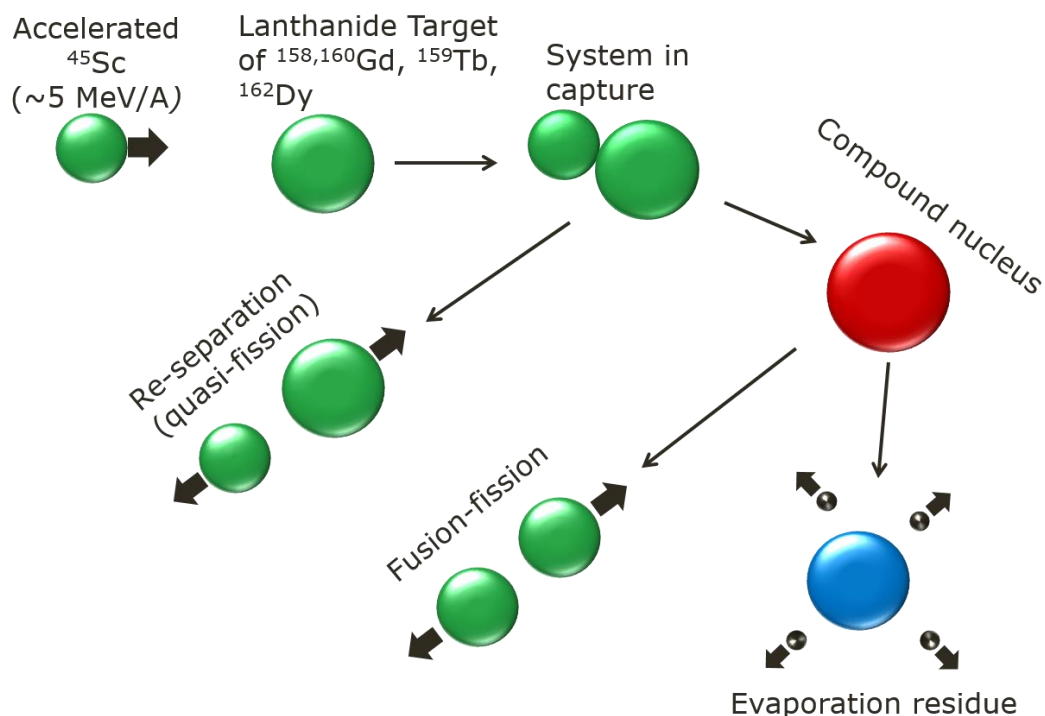 Accelerated
⁴⁵Sc
(~5 MeV/A)
Lanthanide Target
of ¹⁵⁸,¹⁶⁰Gd, ¹⁵⁹Tb,
¹⁶²Dy
System in
capture
Compound nucleus
Re-separation
(quasi-fission)
Fusion-fission
Evaporation residue